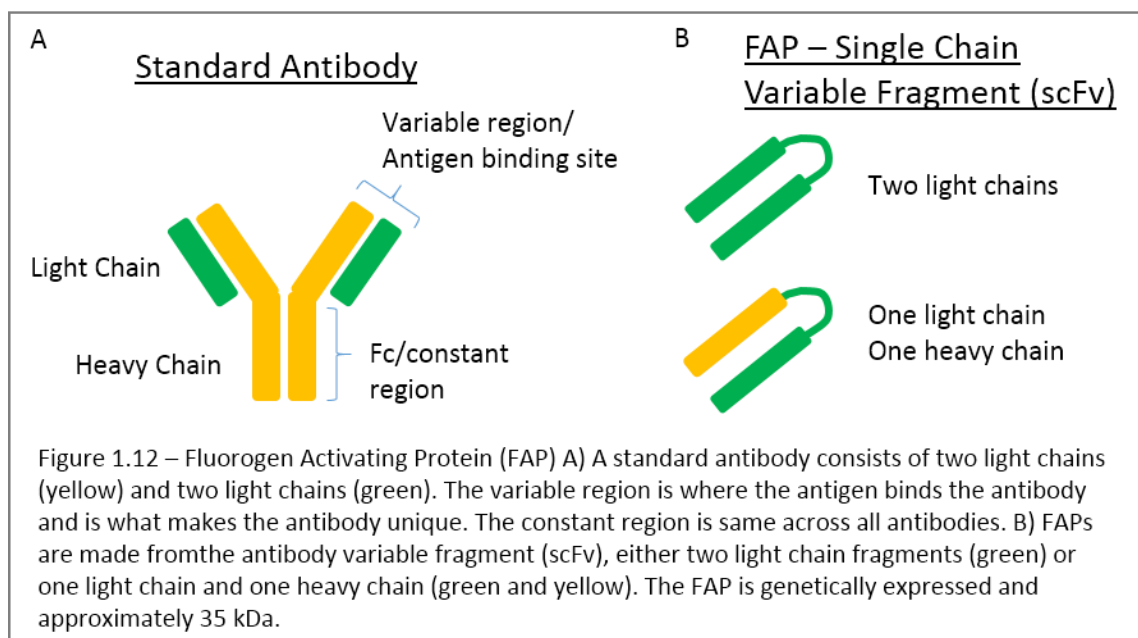 A
Standard Antibody
Variable region/
Antigen binding site
Light Chain
Heavy Chain
Fc/constant
region
B
FAP – Single Chain
Variable Fragment (scFv)
Two light chains
One light chain
One heavy chain
Figure 1.12 – Fluorogen Activating Protein (FAP) A) A standard antibody consists of two light chains
(yellow) and two light chains (green). The variable region is where the antigen binds the antibody
and is what makes the antibody unique. The constant region is same across all antibodies. B) FAPs
are made fromthe antibody variable fragment (scFv), either two light chain fragments (green) or
one light chain and one heavy chain (green and yellow). The FAP is genetically expressed and
approximately 35 kDa.